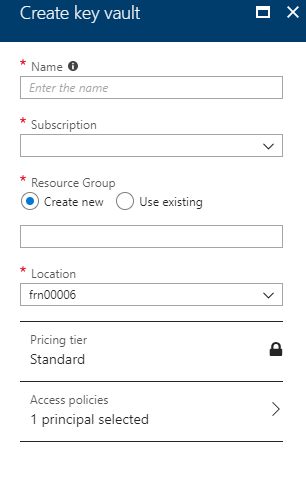 Create key vault
* Name
Enter the name
* Subscription
* Resource Group
Create new Use existing
* Location
frn00006
Pricing tier
Standard
Access policies
1 principal selected